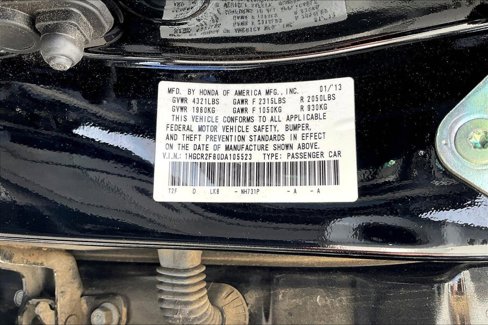 MFD. BY HONDA OF AMERICA MFG., INC. 01/13
GVWR 4321LBS GAWR F 2315LBS R 2050LBS
GVWR 1960KG GAWR F 1050KG R 930KG
THIS VEHICLE CONFORMS TO ALL APPLICABLE
FEDERAL MOTOR VEHICLE SAFETY, BUMPER,
AND THEFT PREVENTION STANDARDS IN EFFECT
ON THE DATE OF MANUFACTURE SHOWN ABOVE.
V.I.N.: 1HGCR2F80DA105523 TYPE: PASSENGER CAR
T2F 0 LK8 - NH731P - A - A